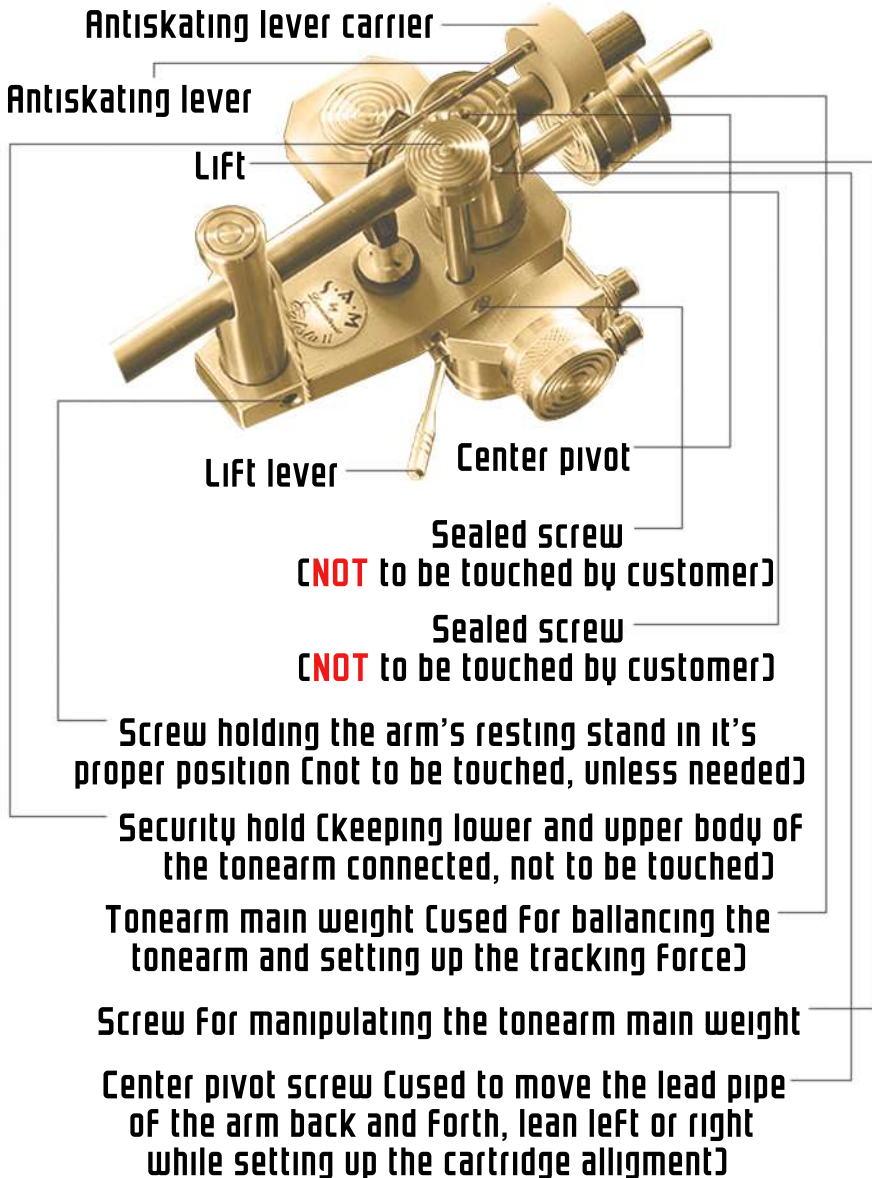 Antiskating lever carrier
Antiskating lever
Lift
S.A.M
by
Calista II
Lift lever
Center pivot
Sealed screw
(NOT to be touched by customer)
Sealed screw
(NOT to be touched by customer)
Screw holding the arm's resting stand in it's
proper position (not to be touched, unless needed)
Security hold (keeping lower and upper body of
the tonearm connected, not to be touched)
Tonearm main weight (used for ballancing the
tonearm and setting up the tracking force)
Screw for manipulating the tonearm main weight
Center pivot screw (used to move the lead pipe
of the arm back and forth, lean left or right
while setting up the cartridge alligment)